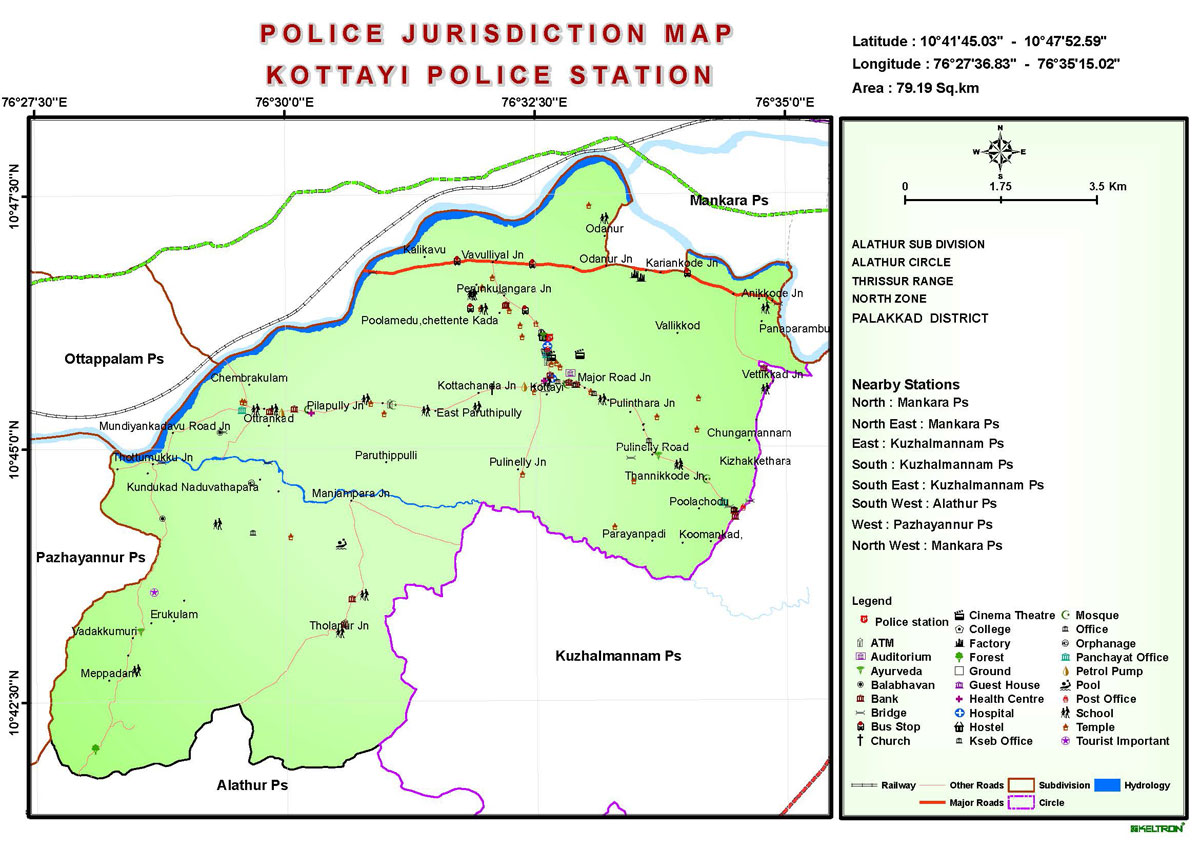 POLICE JURISDICTION MAP
KOTTAYI POLICE STATION
Latitude : 10°41'45.03" - 10°47'52.59"
Longitude : 76°27'36.83" - 76°35'15.02"
Area : 79.19 Sq.km
76°27'30"E
76°30'0"E
76°32'30"E
76°35'0"E
10°47'30"N
10°45'0"N
10°42'30"N
Mankara Ps
Odanur
Kalikavu
Vavulliyal Jn
Odanur Jn
Kariankode Jn
Perinkulangara Jn
Anikkode Jn
Poolamedu,chettente Kada
Vallikkod
Panaparambu
Ottappalam Ps
Chembrakulam
Kottachanda Jn
Kottayi
Major Road Jn
Vettikkad Jn
Pilapully Jn
East Paruthipully
Pulinthara Jn
Ottrankad
Mundiyankadavu Road Jn
Chungamannam
Thottumukku Jn
Paruthippulli
Pulinelly Jn
Pulinelly Road
Kizhakkethara
Kundukad Naduvathapara
Manjampara Jn
Thannikkode Jn
Poolachodu
Parayanpadi
Koomankad,
Pazhayannur Ps
Erukulam
Vadakkumuri
Tholanur Jn
Meppadam
Kuzhalmannam Ps
Alathur Ps
N
W
E
S
0
1.75
3.5 Km
ALATHUR SUB DIVISION
ALATHUR CIRCLE
THRISSUR RANGE
NORTH ZONE
PALAKKAD DISTRICT
Nearby Stations
North : Mankara Ps
North East : Mankara Ps
East : Kuzhalmannam Ps
South : Kuzhalmannam Ps
South East : Kuzhalmannam Ps
South West : Alathur Ps
West : Pazhayannur Ps
North West : Mankara Ps
Legend
Police station
ATM
Auditorium
Ayurveda
Balabhavan
Bank
Bridge
Bus Stop
Church
Cinema Theatre
College
Factory
Forest
Ground
Guest House
Health Centre
Hospital
Hostel
Kseb Office
Mosque
Office
Orphanage
Panchayat Office
Petrol Pump
Pool
Post Office
School
Temple
Tourist Important
Railway
Other Roads
Subdivision
Hydrology
Major Roads
Circle
KELTRON